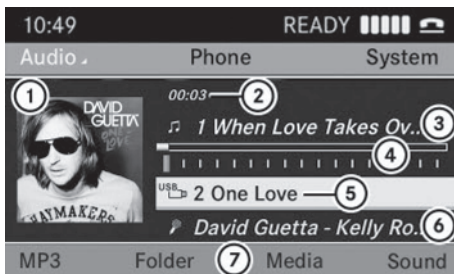 10:49 READY
Audio Phone System
1 2 00:03
DAVID GUETTA
ONE LOVE
1 When Love Takes Ov... 3
4
USB 2 One Love 5
HAYMAKERS
David Guetta - Kelly Ro... 6
MP3 Folder 7 Media Sound